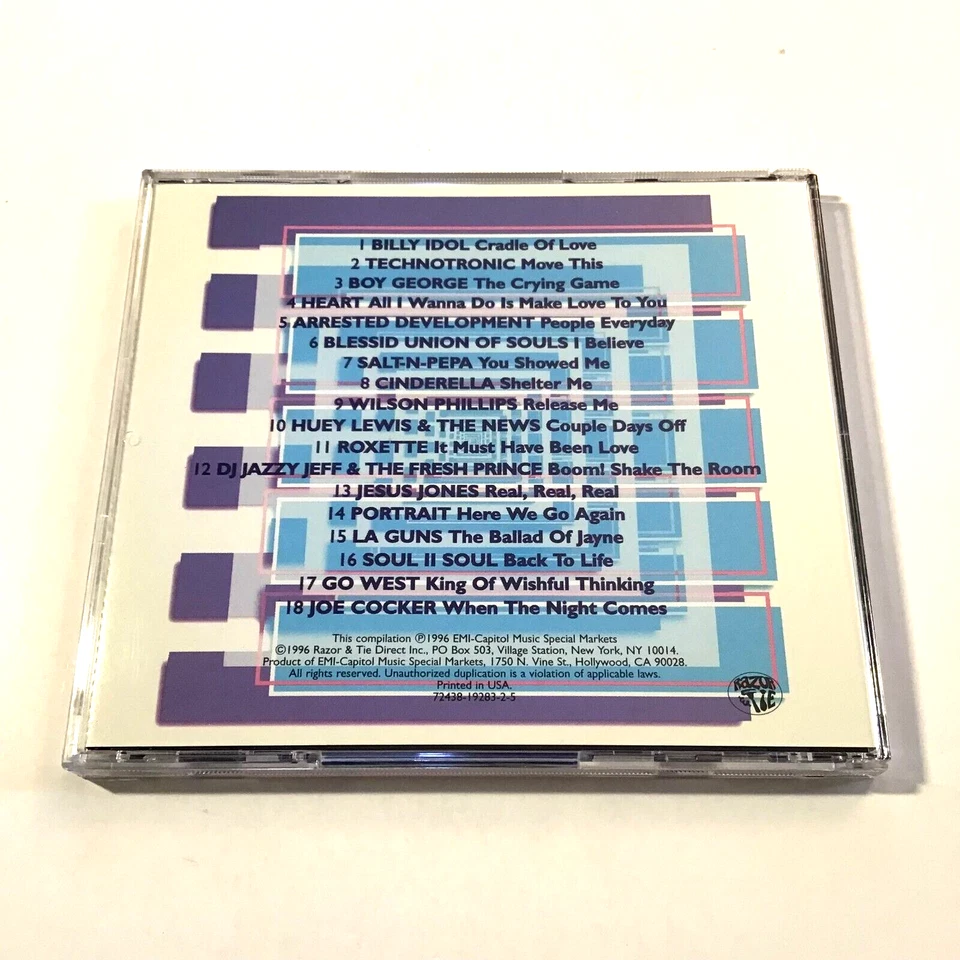 1 BILLY IDOL Cradle Of Love
2 TECHNOTRONIC Move This
3 BOY GEORGE The Crying Game
4 HEART All I Wanna Do Is Make Love To You
5 ARRESTED DEVELOPMENT People Everyday
6 BLESSID UNION OF SOULS I Believe
7 SALT-N-PEPA You Showed Me
8 CINDERELLA Shelter Me
9 WILSON PHILLIPS Release Me
10 HUEY LEWIS & THE NEWS Couple Days Off
11 ROXETTE It Must Have Been Love
12 DJ JAZZY JEFF & THE FRESH PRINCE Boom! Shake The Room
13 JESUS JONES Real, Real, Real
14 PORTRAIT Here We Go Again
15 LA GUNS The Ballad Of Jayne
16 SOUL II SOUL Back To Life
17 GO WEST King Of Wishful Thinking
18 JOE COCKER When The Night Comes
This compilation ℗1996 EMI-Capitol Music Special Markets
©1996 Razor & Tie Direct Inc., PO Box 503, Village Station, New York, NY 10014.
Product of EMI-Capitol Music Special Markets, 1750 N. Vine St., Hollywood, CA 90028.
All rights reserved. Unauthorized duplication is a violation of applicable laws.
Printed in USA.
72438-19283-2-5
RAZOR
& TIE